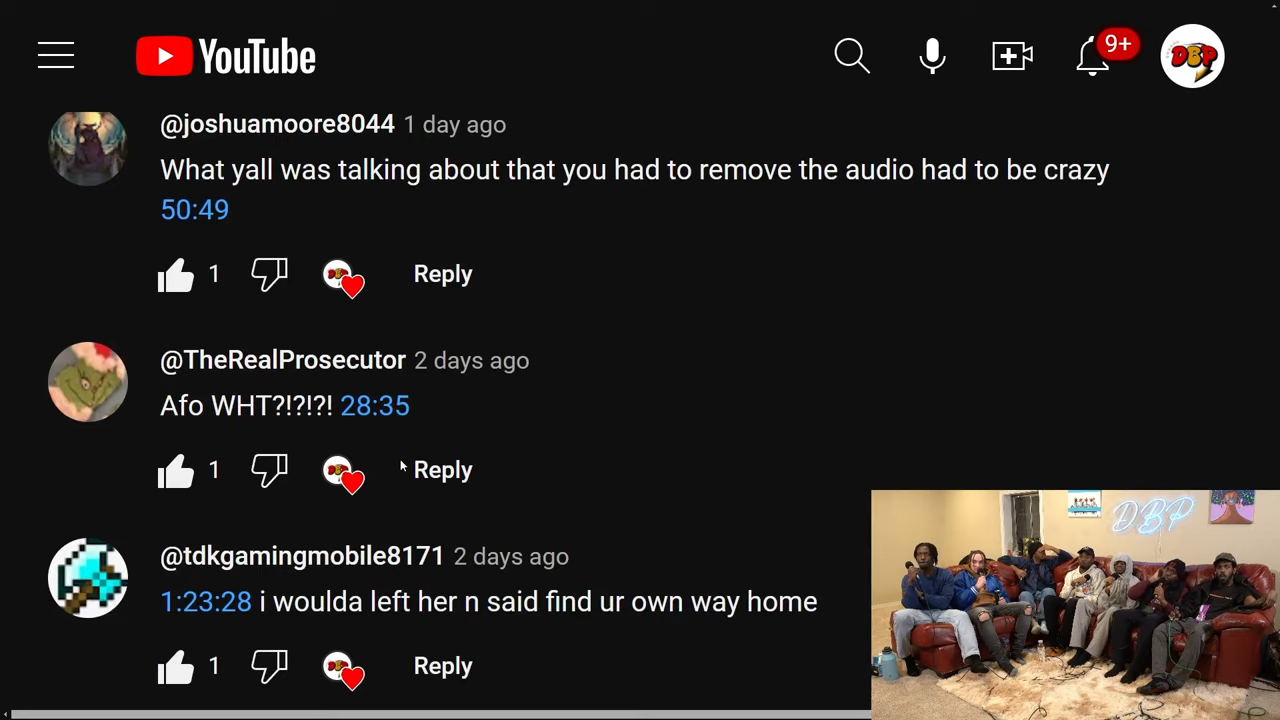 YouTube
9+
DBP
@joshuamoore8044 1 day ago
What yall was talking about that you had to remove the audio had to be crazy
50:49
1
Reply
@TheRealProsecutor 2 days ago
Afo WHT?!?!?! 28:35
1
Reply
@tdkgamingmobile8171 2 days ago
1:23:28 i woulda left her n said find ur own way home
1
Reply
DBP